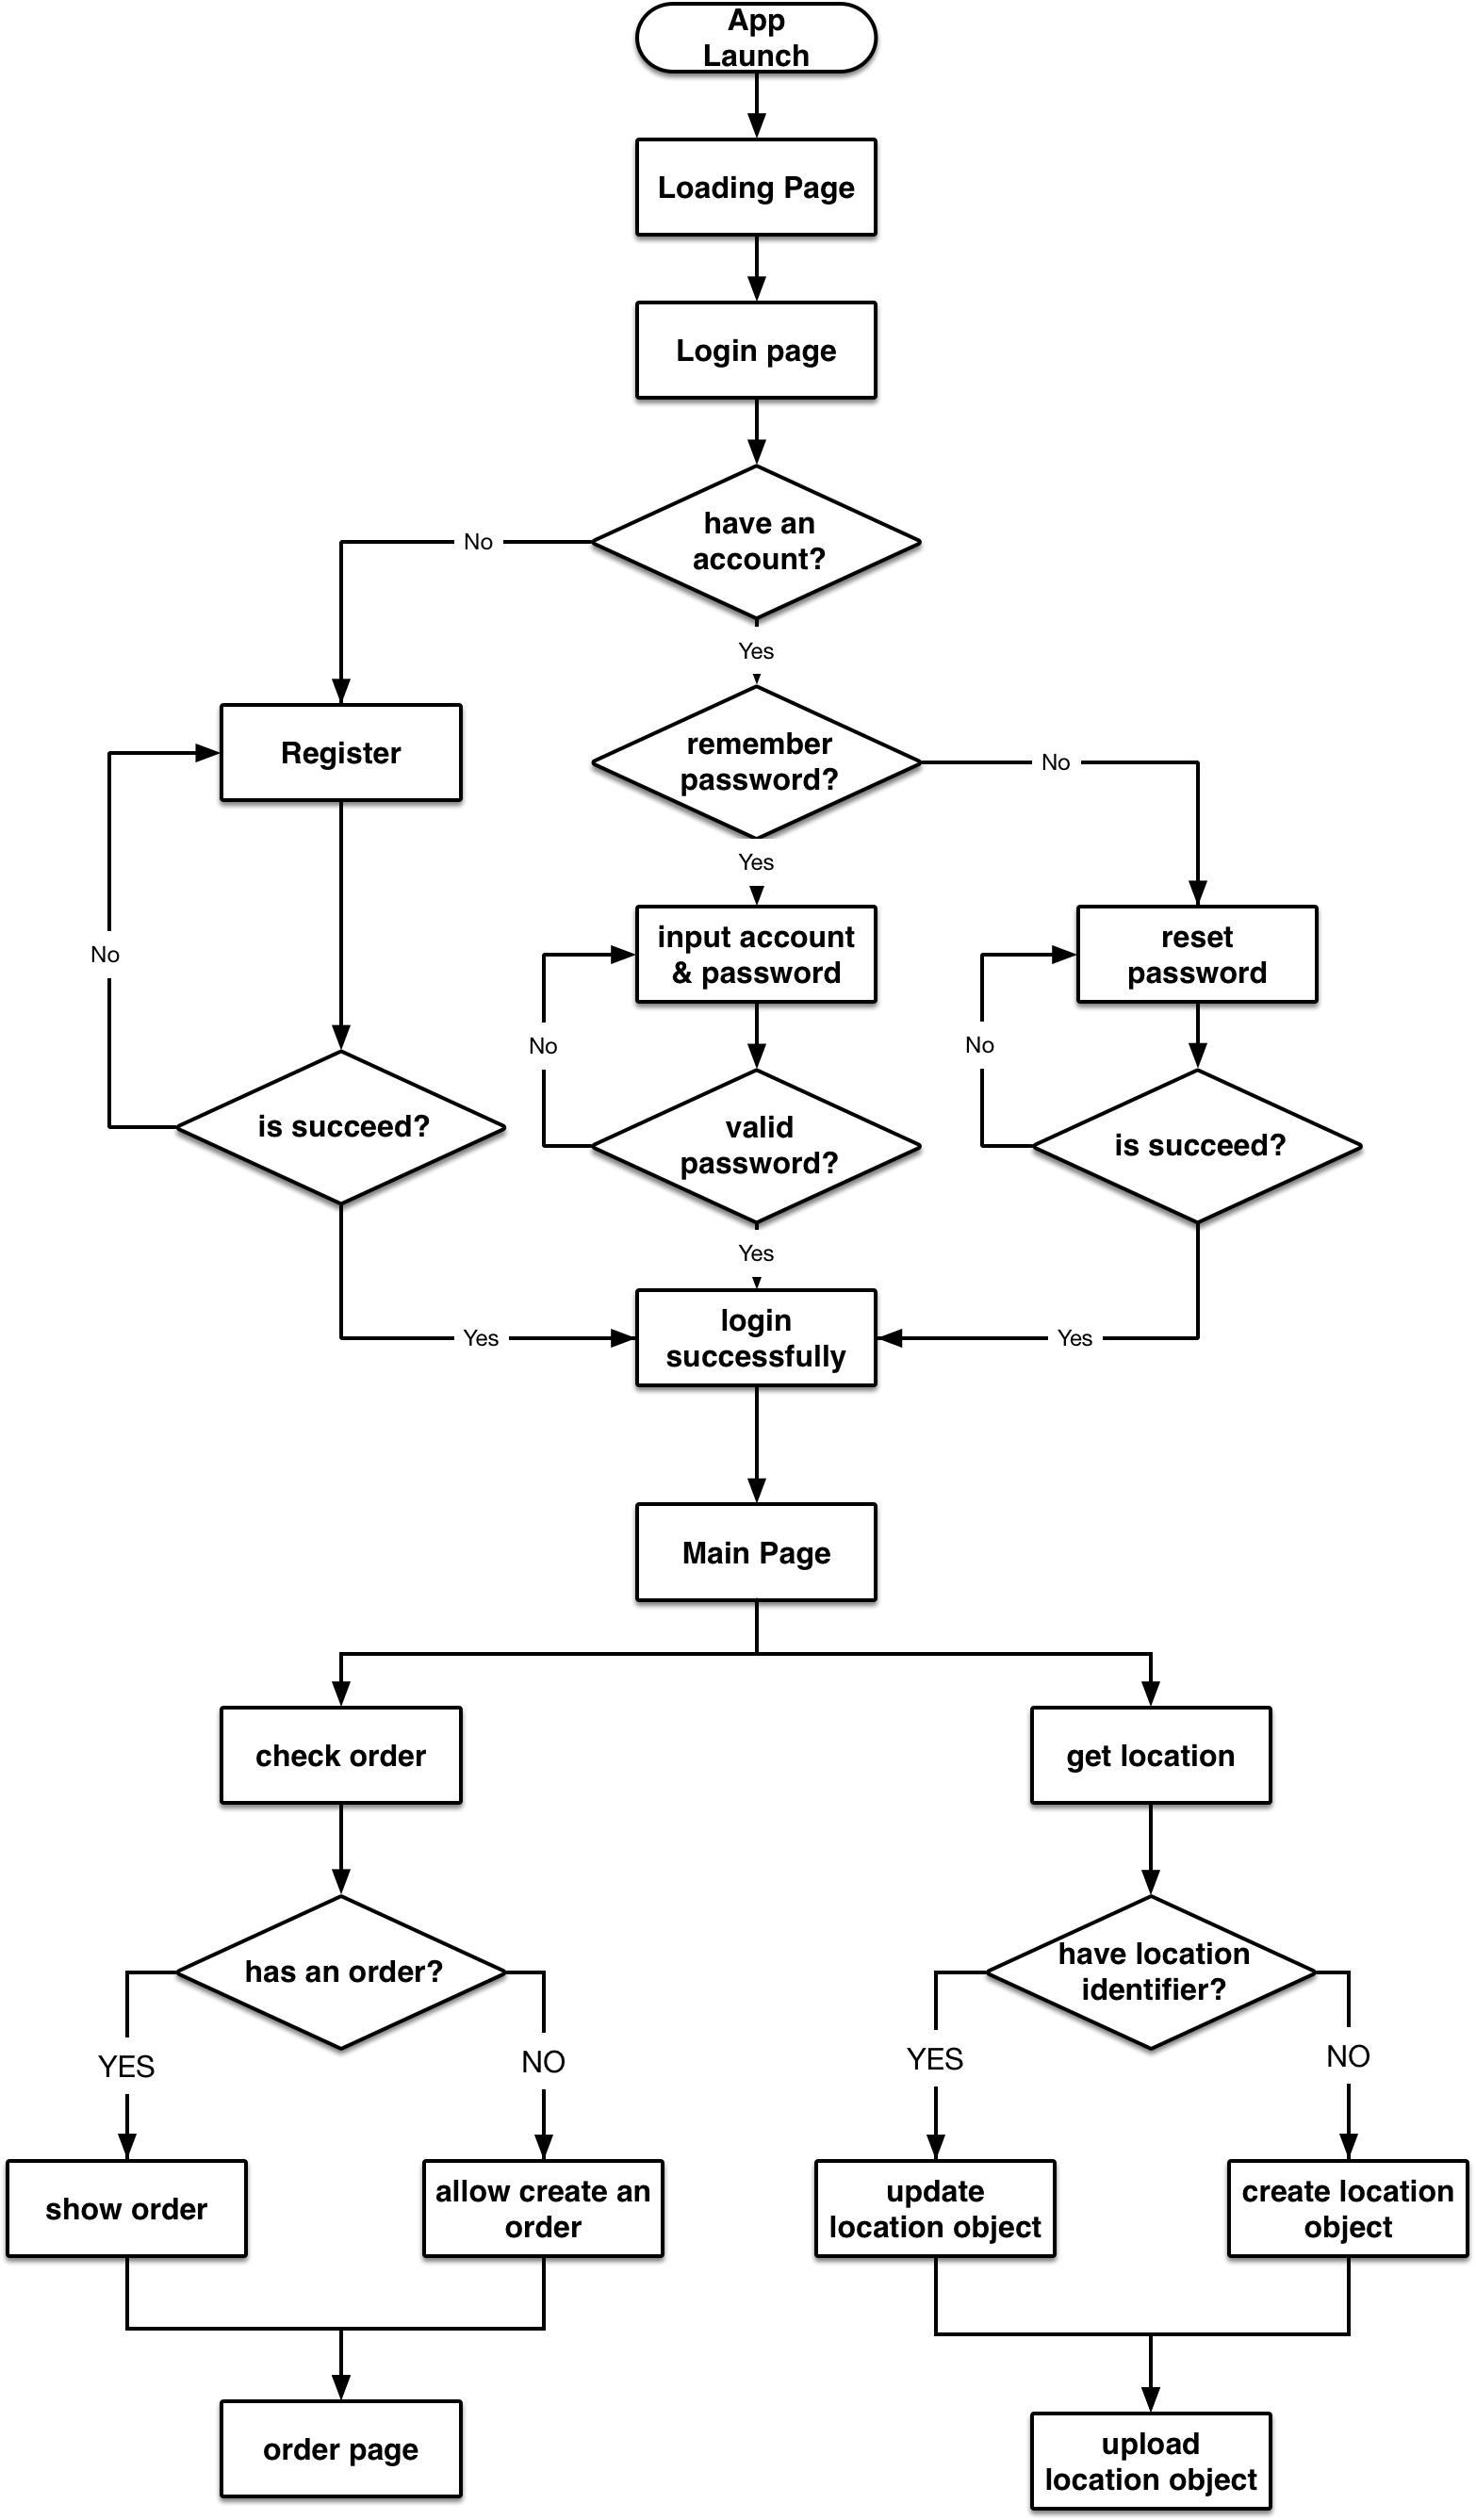 App
Launch
Loading Page
Login page
have an
account?
No
Yes
Register
remember
password?
No
Yes
No
input account
& password
reset
password
No
No
is succeed?
valid
password?
is succeed?
Yes
login
successfully
Yes
Yes
Main Page
check order
get location
has an order?
have location
identifier?
YES
NO
YES
NO
show order
allow create an
order
update
location object
create location
object
order page
upload
location object